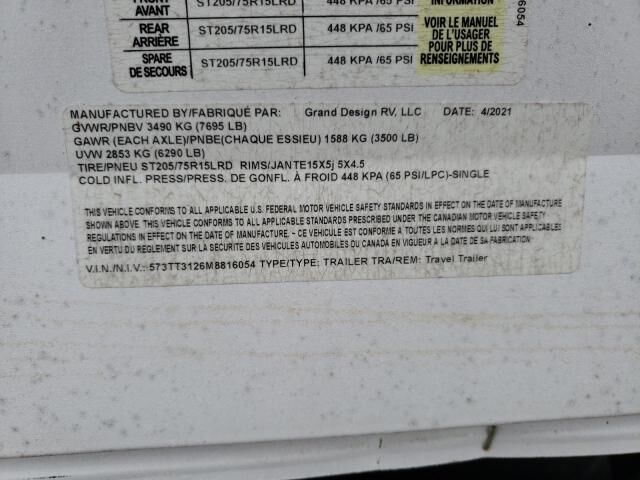 FRONT
AVANT ST205/75R15LRD 448 KPA /65 PSI INFORMATION
REAR
ARRIÈRE ST205/75R15LRD 448 KPA /65 PSI
SPARE
DE SECOURS ST205/75R15LRD 448 KPA /65 PSI
VOIR LE MANUEL
DE L'USAGER
POUR PLUS DE
RENSEIGNEMENTS
6054
MANUFACTURED BY/FABRIQUÉ PAR: Grand Design RV, LLC DATE: 4/2021
GVWR/PNBV 3490 KG (7695 LB)
GAWR (EACH AXLE)/PNBE(CHAQUE ESSIEU) 1588 KG (3500 LB)
UVW 2853 KG (6290 LB)
TIRE/PNEU ST205/75R15LRD RIMS/JANTE15X5j 5X4.5
COLD INFL. PRESS/PRESS. DE GONFL. À FROID 448 KPA (65 PSI/LPC)-SINGLE
THIS VEHICLE CONFORMS TO ALL APPLICABLE U.S. FEDERAL MOTOR VEHICLE SAFETY STANDARDS IN EFFECT ON THE DATE OF MANUFACTURE
SHOWN ABOVE. THIS VEHICLE CONFORMS TO ALL APPLICABLE STANDARDS PRESCRIBED UNDER THE CANADIAN MOTOR VEHICLE SAFETY
REGULATIONS IN EFFECT ON THE DATE OF MANUFACTURE - CE VEHICULE EST CONFORME A TOUTES LES NORMES QUI LUI SONT
APPLICABLES EN VERTU DU REGLEMENT SUR LA SECURITE DES VEHICULES AUTOMOBILES DU CANADA EN VIGUEUR A LA DATE DE SA FABRICATION
V.I.N./N.I.V.: 573TT3126M8816054 TYPE/TYPE: TRAILER TRA/REM: Travel Trailer